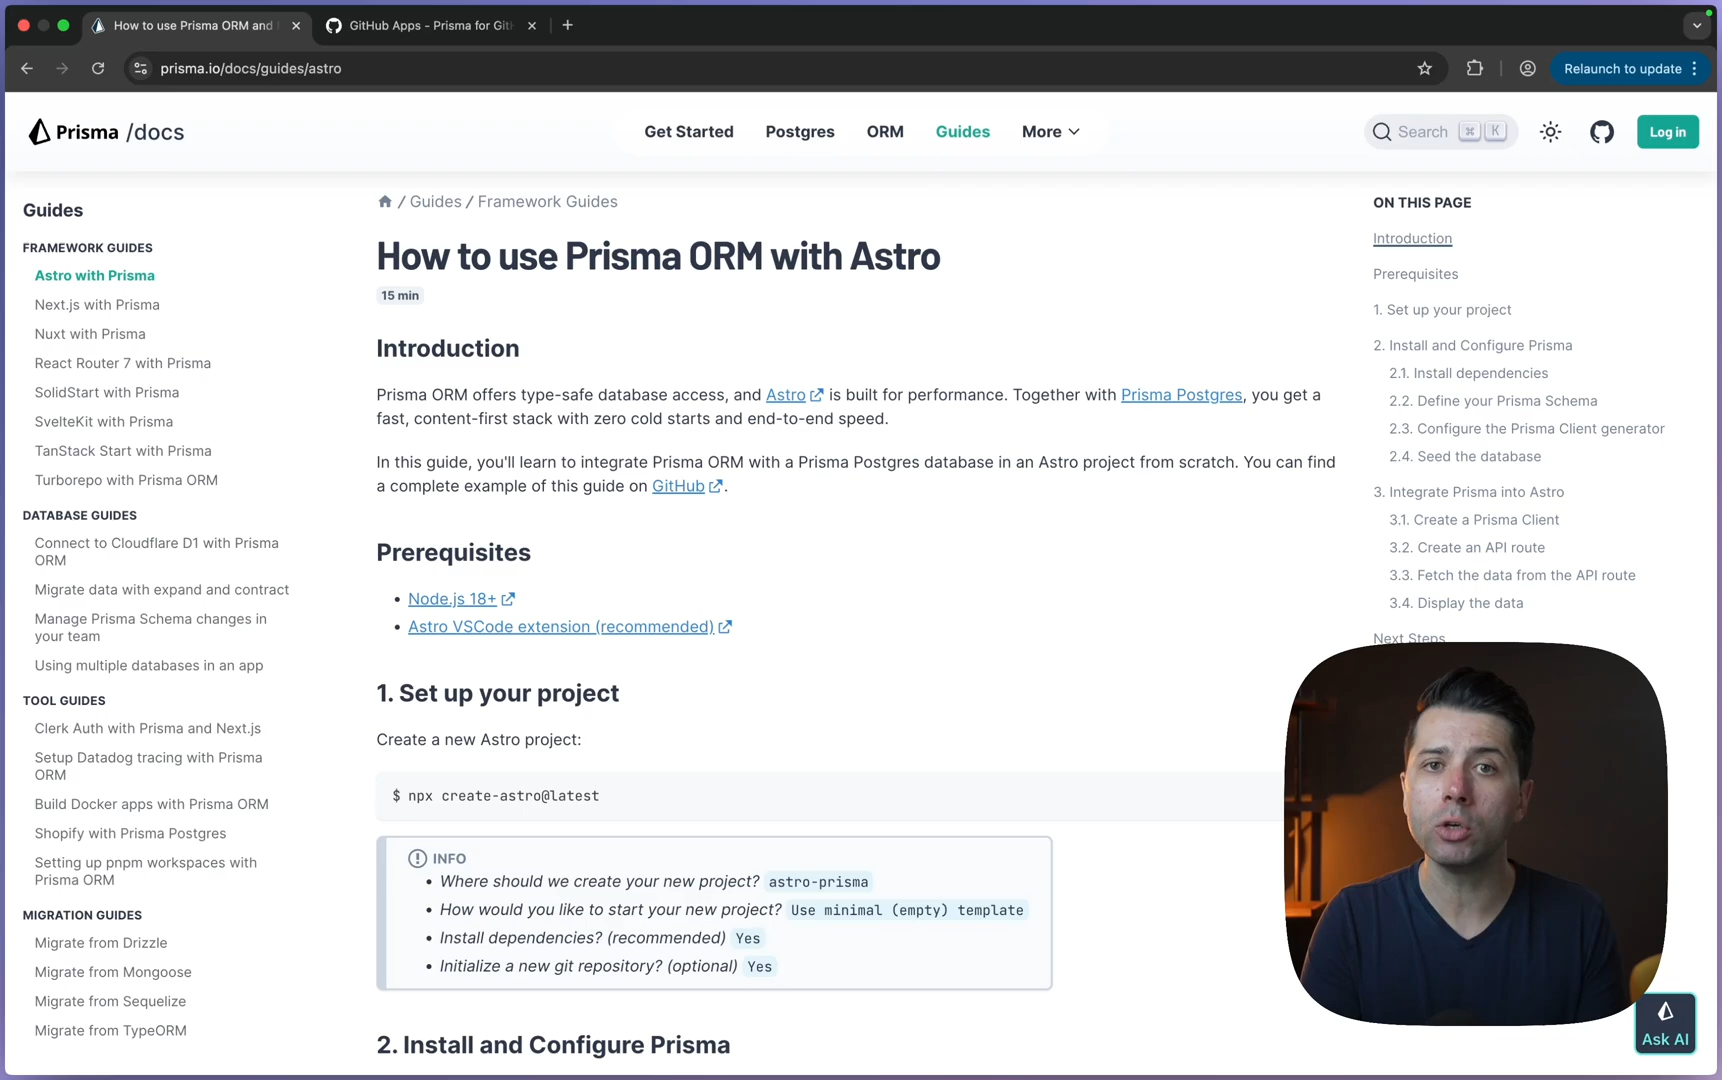 How to use Prisma ORM and
GitHub Apps - Prisma for Git
prisma.io/docs/guides/astro
Relaunch to update
Prisma /docs
Get Started
Postgres
ORM
Guides
More
Search ⌘ K
Log in
Guides
FRAMEWORK GUIDES
Astro with Prisma
Next.js with Prisma
Nuxt with Prisma
React Router 7 with Prisma
SolidStart with Prisma
SvelteKit with Prisma
TanStack Start with Prisma
Turborepo with Prisma ORM
DATABASE GUIDES
Connect to Cloudflare D1 with Prisma
ORM
Migrate data with expand and contract
Manage Prisma Schema changes in
your team
Using multiple databases in an app
TOOL GUIDES
Clerk Auth with Prisma and Next.js
Setup Datadog tracing with Prisma
ORM
Build Docker apps with Prisma ORM
Shopify with Prisma Postgres
Setting up pnpm workspaces with
Prisma ORM
MIGRATION GUIDES
Migrate from Drizzle
Migrate from Mongoose
Migrate from Sequelize
Migrate from TypeORM
/ Guides / Framework Guides
How to use Prisma ORM with Astro
15 min
Introduction
Prisma ORM offers type-safe database access, and Astro is built for performance. Together with Prisma Postgres, you get a
fast, content-first stack with zero cold starts and end-to-end speed.
In this guide, you'll learn to integrate Prisma ORM with a Prisma Postgres database in an Astro project from scratch. You can find
a complete example of this guide on GitHub.
Prerequisites
• Node.js 18+
• Astro VSCode extension (recommended)
1. Set up your project
Create a new Astro project:
$ npx create-astro@latest
INFO
• Where should we create your new project? astro-prisma
• How would you like to start your new project? Use minimal (empty) template
• Install dependencies? (recommended) Yes
• Initialize a new git repository? (optional) Yes
2. Install and Configure Prisma
ON THIS PAGE
Introduction
Prerequisites
1. Set up your project
2. Install and Configure Prisma
2.1. Install dependencies
2.2. Define your Prisma Schema
2.3. Configure the Prisma Client generator
2.4. Seed the database
3. Integrate Prisma into Astro
3.1. Create a Prisma Client
3.2. Create an API route
3.3. Fetch the data from the API route
3.4. Display the data
Next Steps
Ask AI